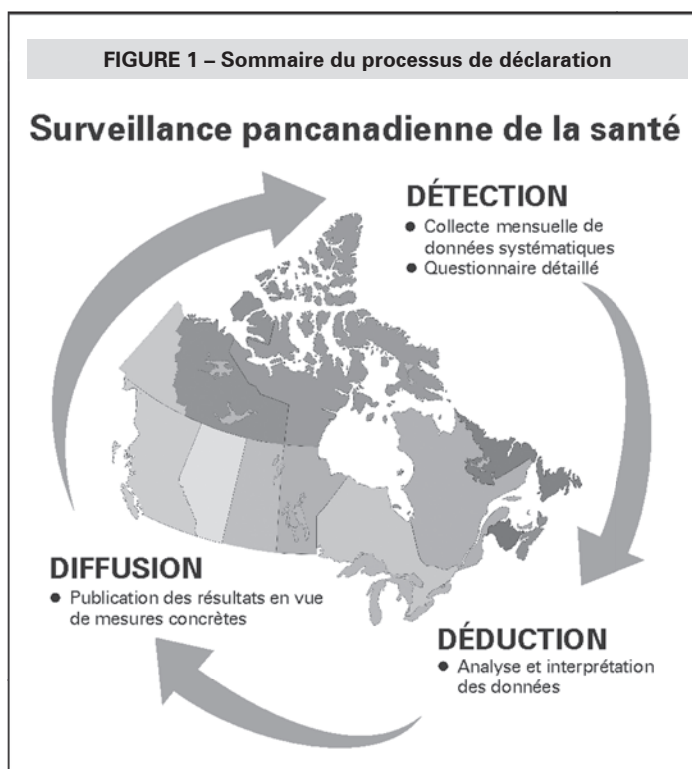 FIGURE 1 – Sommaire du processus de déclaration
Surveillance pancanadienne de la santé
DÉTECTION
● Collecte mensuelle de
données systématiques
● Questionnaire détaillé
DIFFUSION
● Publication des résultats en vue
de mesures concrètes
DÉDUCTION
● Analyse et interprétation
des données